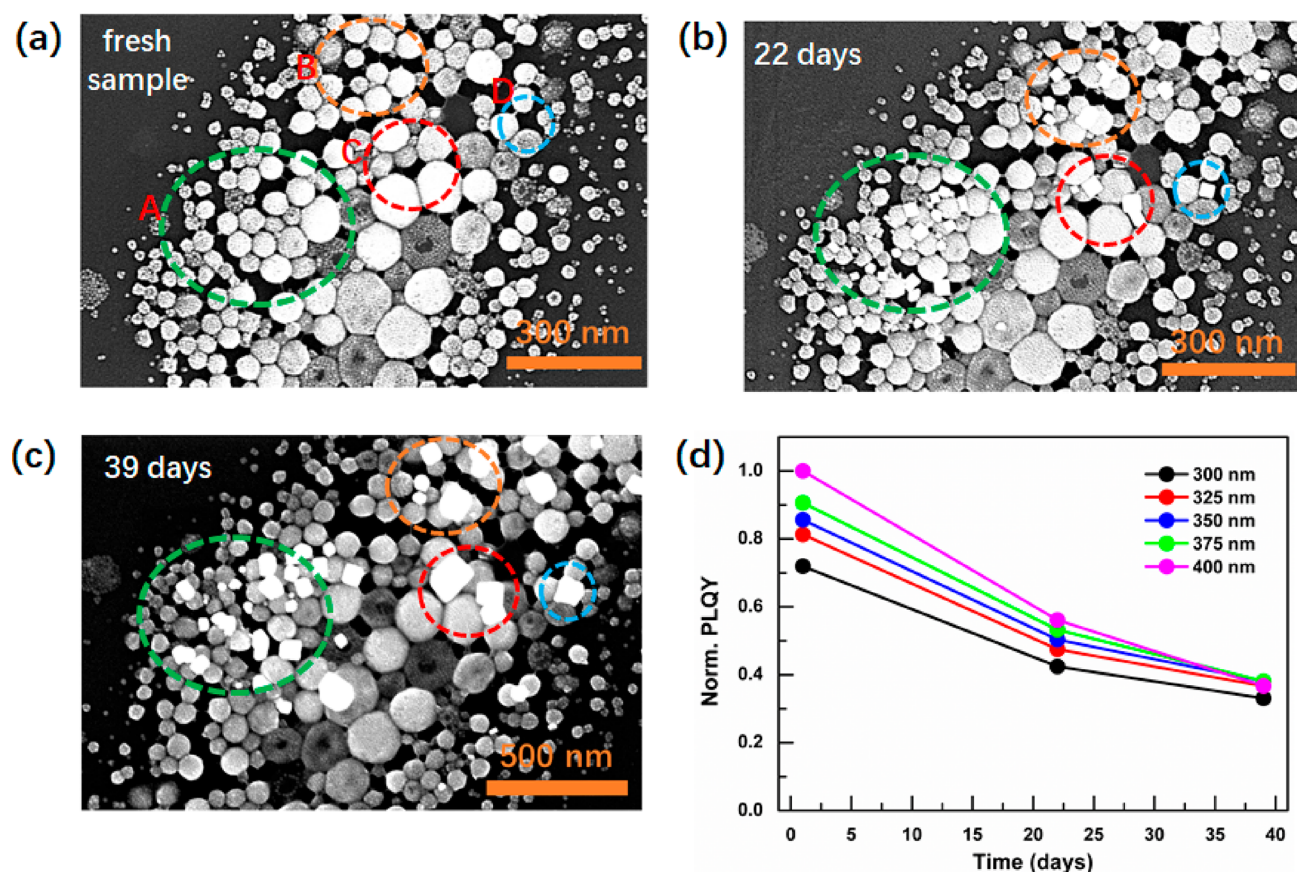 (a)
fresh
sample
A
B
C
D
300 nm
(b)
22 days
300 nm
(c)
39 days
500 nm
(d)
Norm. PLQY
1.0
0.8
0.6
0.4
0.2
0.0
300 nm
325 nm
350 nm
375 nm
400 nm
0 5 10 15 20 25 30 35 40
Time (days)